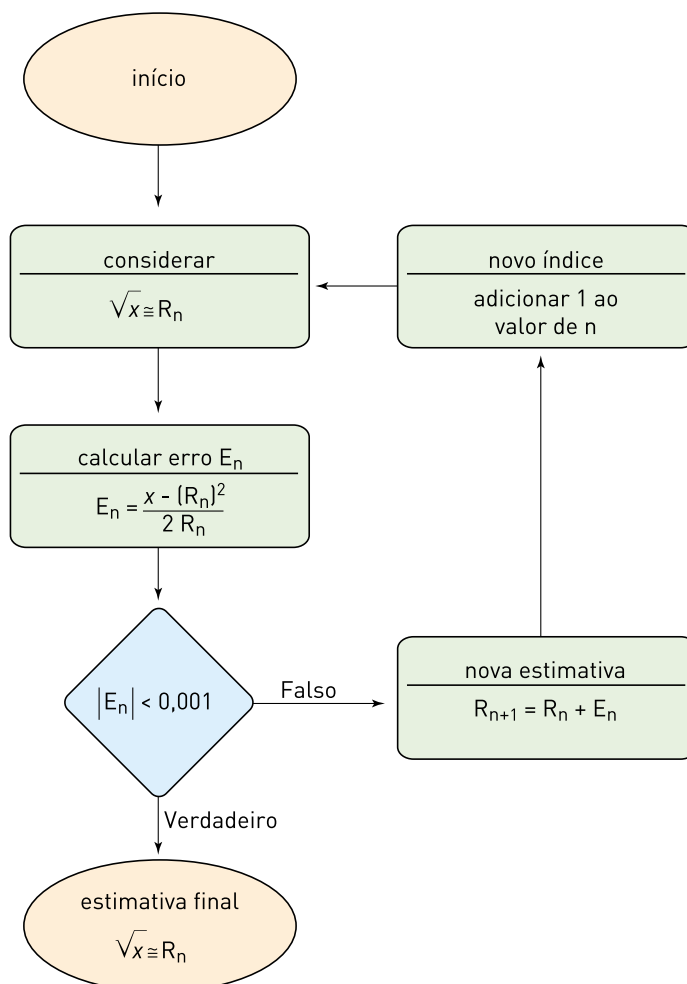 início
considerar
√x ≅ Rₙ
calcular erro Eₙ
Eₙ = x - (Rₙ)² / 2 Rₙ
|Eₙ| < 0,001
Falso
Verdadeiro
estimativa final
√x ≅ Rₙ
nova estimativa
Rₙ₊₁ = Rₙ + Eₙ
novo índice
adicionar 1 ao
valor de n